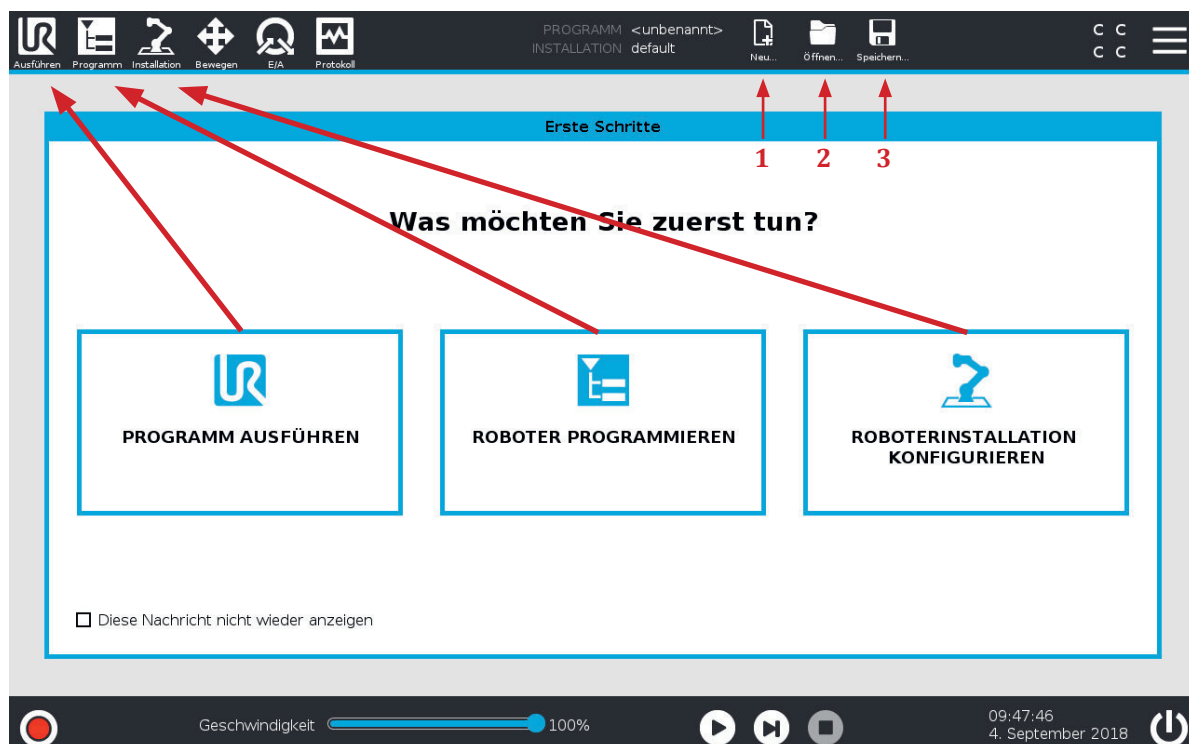 PROGRAMM <unbenannt>
INSTALLATION default
C C
C C
Ausführen Programm Installation Bewegen E/A Protokoll
Neu... Öffnen... Speichern...
Erste Schritte
1 2 3
Was möchten Sie zuerst tun?
PROGRAMM AUSFÜHREN
ROBOTER PROGRAMMIEREN
ROBOTERINSTALLATION
KONFIGURIEREN
Diese Nachricht nicht wieder anzeigen
Geschwindigkeit 100%
09:47:46
4. September 2018